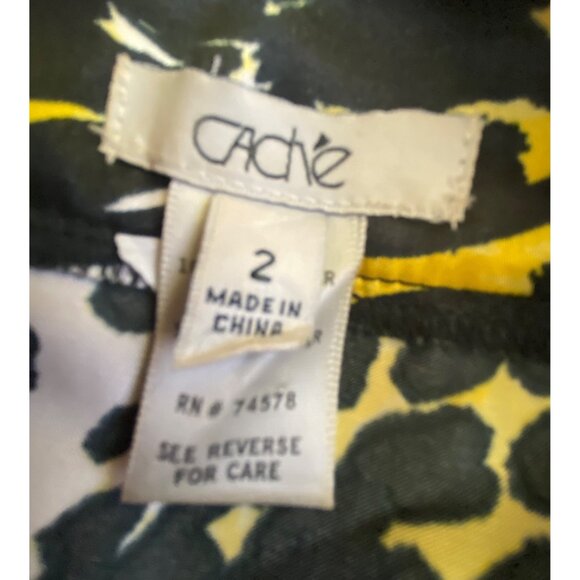 Caché
2
MADE IN
CHINA
R
R
RN # 74578
SEE REVERSE
FOR CARE